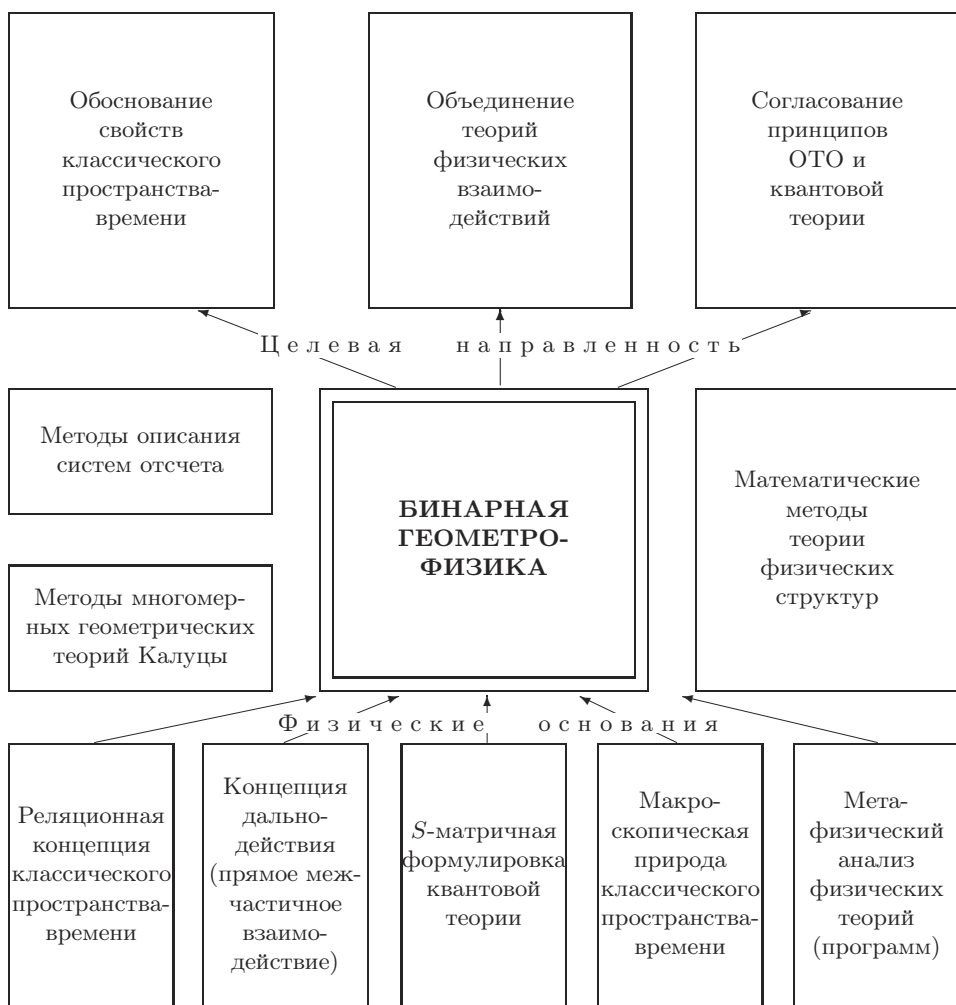 Обоснование
свойств
классического
пространства-
времени
Объединение
теорий
физических
взаимо-
действий
Согласование
принципов
ОТО и
квантовой
теории
Целевая направленность
Методы описания
систем отсчета
Методы многомер-
ных геометрических
теорий Калуцы
БИНАРНАЯ
ГЕОМЕТРО-
ФИЗИКА
Математические
методы
теории
физических
структур
Физические основания
Реляционная
концепция
классического
пространства-
времени
Концепция
дально-
действия
(прямое меж-
частичное
взаимо-
действие)
S-матричная
формулировка
квантовой
теории
Макро-
скопическая
природа
классического
пространства-
времени
Мета-
физический
анализ
физических
теорий
(программ)